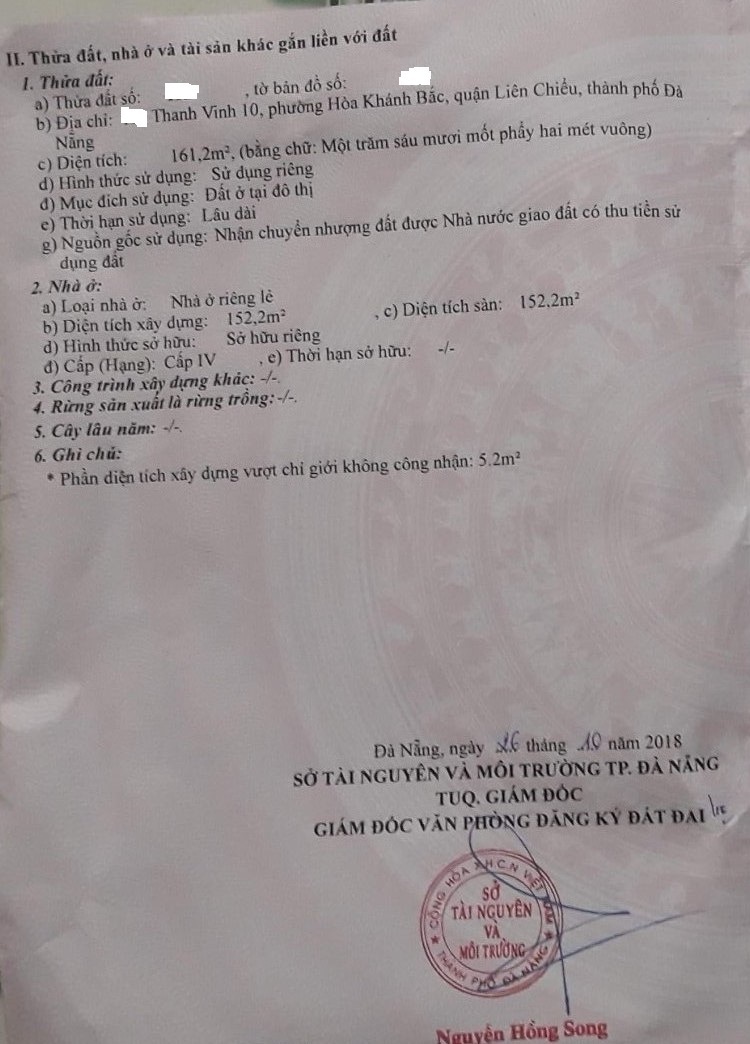 II. Thửa đất, nhà ở và tài sản khác gắn liền với đất
1. Thửa đất:
a) Thửa đất số: , tờ bản đồ số:
b) Địa chỉ: Thanh Vinh 10, phường Hòa Khánh Bắc, quận Liên Chiểu, thành phố Đà
Nẵng
c) Diện tích: 161,2m², (bằng chữ: Một trăm sáu mươi mốt phẩy hai mét vuông)
d) Hình thức sử dụng: Sử dụng riêng
đ) Mục đích sử dụng: Đất ở tại đô thị
e) Thời hạn sử dụng: Lâu dài
g) Nguồn gốc sử dụng: Nhận chuyển nhượng đất được Nhà nước giao đất có thu tiền sử
dụng đất
2. Nhà ở:
a) Loại nhà ở: Nhà ở riêng lẻ
b) Diện tích xây dựng: 152,2m² , c) Diện tích sàn: 152,2m²
d) Hình thức sở hữu: Sở hữu riêng
đ) Cấp (Hạng): Cấp IV , e) Thời hạn sở hữu: -/-
3. Công trình xây dựng khác: -/-.
4. Rừng sản xuất là rừng trồng: -/-.
5. Cây lâu năm: -/-.
6. Ghi chú:
* Phần diện tích xây dựng vượt chỉ giới không công nhận: 5.2m²
Đà Nẵng, ngày 26 tháng 10 năm 2018
SỞ TÀI NGUYÊN VÀ MÔI TRƯỜNG TP. ĐÀ NẴNG
TUQ. GIÁM ĐỐC
GIÁM ĐỐC VĂN PHÒNG ĐĂNG KÝ ĐẤT ĐAI
CỘNG HÒA XHCN VIỆT NAM
SỞ
TÀI NGUYÊN
VÀ
MÔI TRƯỜNG
THÀNH PHỐ ĐÀ NẴNG
Nguyễn Hồng Song